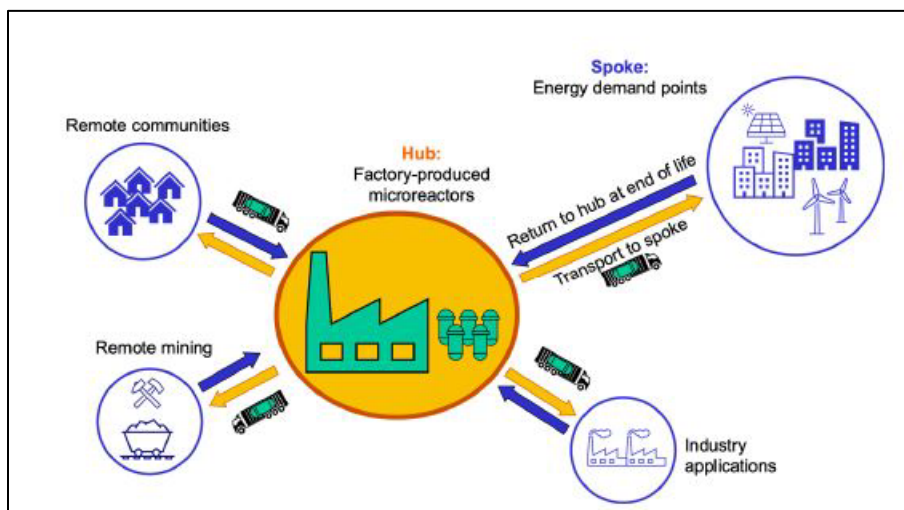 Spoke:
Energy demand points
Remote communities
Hub:
Factory-produced
microreactors
Return to hub at end of life
Transport to spoke
Remote mining
Industry
applications